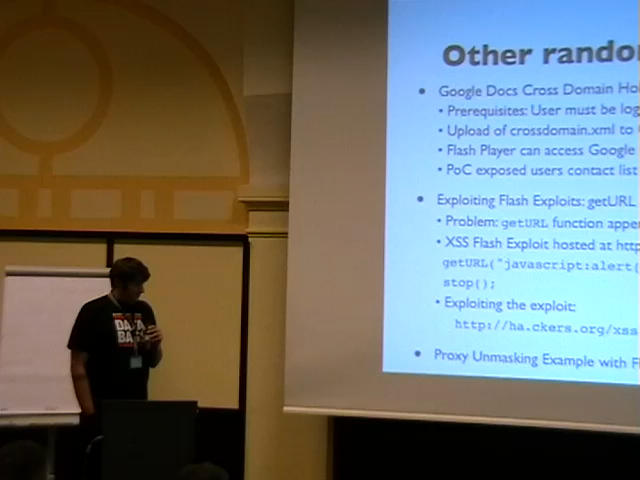 Other rando
• Google Docs Cross Domain Ho
• Prerequisites: User must be log
• Upload of crossdomain.xml to
• Flash Player can access Google
• PoC exposed users contact list
• Exploiting Flash Exploits: getURL
• Problem: getURL function appe
• XSS Flash Exploit hosted at http
getURL("javascript:alert(
stop();
• Exploiting the exploit:
http://ha.ckers.org/xss
• Proxy Unmasking Example with Fl
DATA
BA